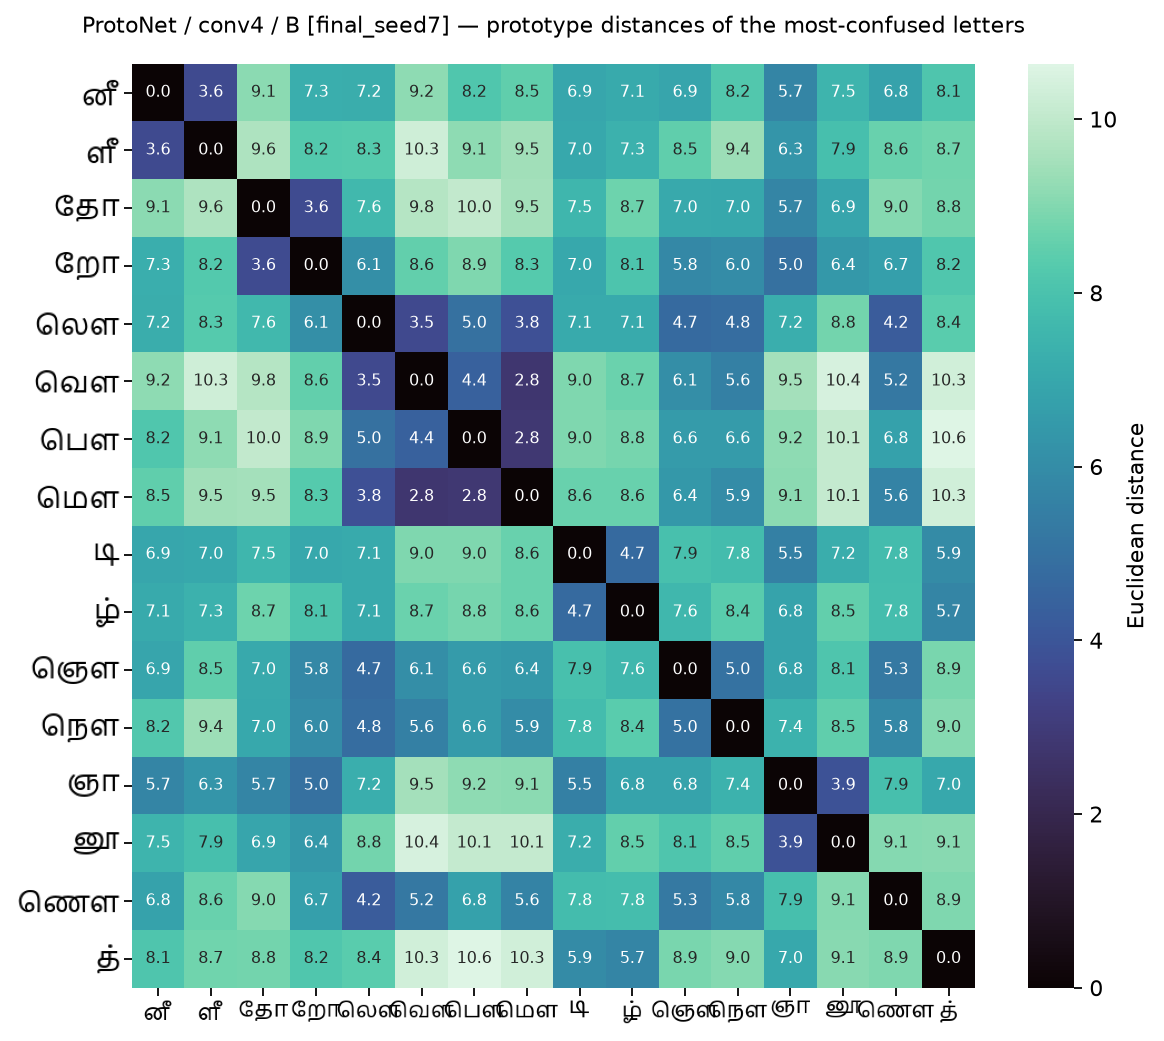 ProtoNet / conv4 / B [final_seed7] — prototype distances of the most-confused letters
னீ 0.0 3.6 9.1 7.3 7.2 9.2 8.2 8.5 6.9 7.1 6.9 8.2 5.7 7.5 6.8 8.1
ளீ 3.6 0.0 9.6 8.2 8.3 10.3 9.1 9.5 7.0 7.3 8.5 9.4 6.3 7.9 8.6 8.7
தோ 9.1 9.6 0.0 3.6 7.6 9.8 10.0 9.5 7.5 8.7 7.0 7.0 5.7 6.9 9.0 8.8
றோ 7.3 8.2 3.6 0.0 6.1 8.6 8.9 8.3 7.0 8.1 5.8 6.0 5.0 6.4 6.7 8.2
லௌ 7.2 8.3 7.6 6.1 0.0 3.5 5.0 3.8 7.1 7.1 4.7 4.8 7.2 8.8 4.2 8.4
வௌ 9.2 10.3 9.8 8.6 3.5 0.0 4.4 2.8 9.0 8.7 6.1 5.6 9.5 10.4 5.2 10.3
பௌ 8.2 9.1 10.0 8.9 5.0 4.4 0.0 2.8 9.0 8.8 6.6 6.6 9.2 10.1 6.8 10.6
மௌ 8.5 9.5 9.5 8.3 3.8 2.8 2.8 0.0 8.6 8.6 6.4 5.9 9.1 10.1 5.6 10.3
டி 6.9 7.0 7.5 7.0 7.1 9.0 9.0 8.6 0.0 4.7 7.9 7.8 5.5 7.2 7.8 5.9
ழ் 7.1 7.3 8.7 8.1 7.1 8.7 8.8 8.6 4.7 0.0 7.6 8.4 6.8 8.5 7.8 5.7
ஞௌ 6.9 8.5 7.0 5.8 4.7 6.1 6.6 6.4 7.9 7.6 0.0 5.0 6.8 8.1 5.3 8.9
நௌ 8.2 9.4 7.0 6.0 4.8 5.6 6.6 5.9 7.8 8.4 5.0 0.0 7.4 8.5 5.8 9.0
ஞா 5.7 6.3 5.7 5.0 7.2 9.5 9.2 9.1 5.5 6.8 6.8 7.4 0.0 3.9 7.9 7.0
னூ 7.5 7.9 6.9 6.4 8.8 10.4 10.1 10.1 7.2 8.5 8.1 8.5 3.9 0.0 9.1 9.1
ணௌ 6.8 8.6 9.0 6.7 4.2 5.2 6.8 5.6 7.8 7.8 5.3 5.8 7.9 9.1 0.0 8.9
த் 8.1 8.7 8.8 8.2 8.4 10.3 10.6 10.3 5.9 5.7 8.9 9.0 7.0 9.1 8.9 0.0
னீ ளீ தோ றோ லௌ வௌ பௌ மௌ டி ழ் ஞௌ நௌ ஞா னூ ணௌ த்
10
8
6
4
2
0
Euclidean distance